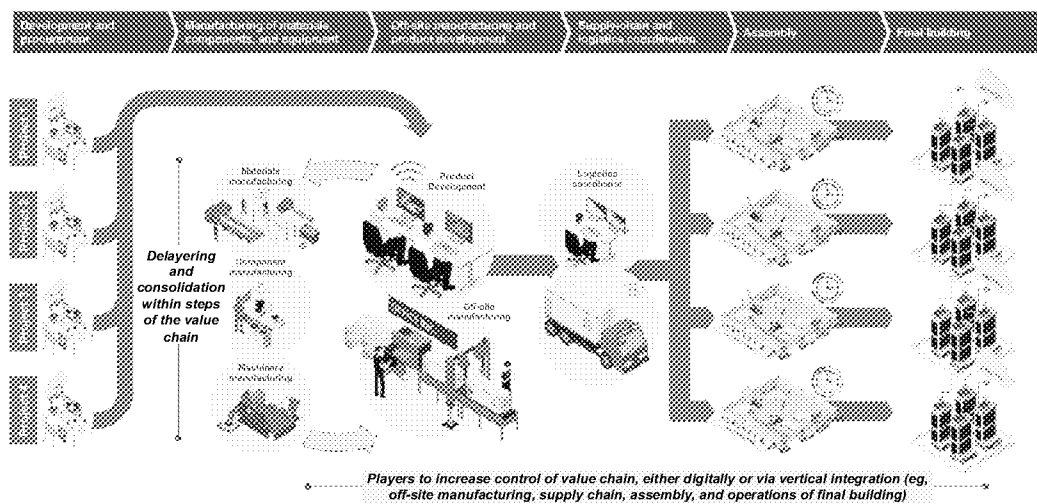 Development and
procurement
Manufacturing of materials,
components, and equipment
Off-site manufacturing and
product development
Supply-chain and
logistics coordination
Assembly
Final building
Materials
manufacturing
Product
Development
Logistics
operations
Delayering
and
consolidation
within steps
of the value
chain
Component
manufacturing
Off-site
manufacturing
Machinery
manufacturing
Players to increase control of value chain, either digitally or via vertical integration (eg,
off-site manufacturing, supply chain, assembly, and operations of final building)